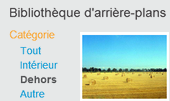 Bibliothèque d'arrière-plans
Catégorie
Tout
Intérieur
Dehors
Autre